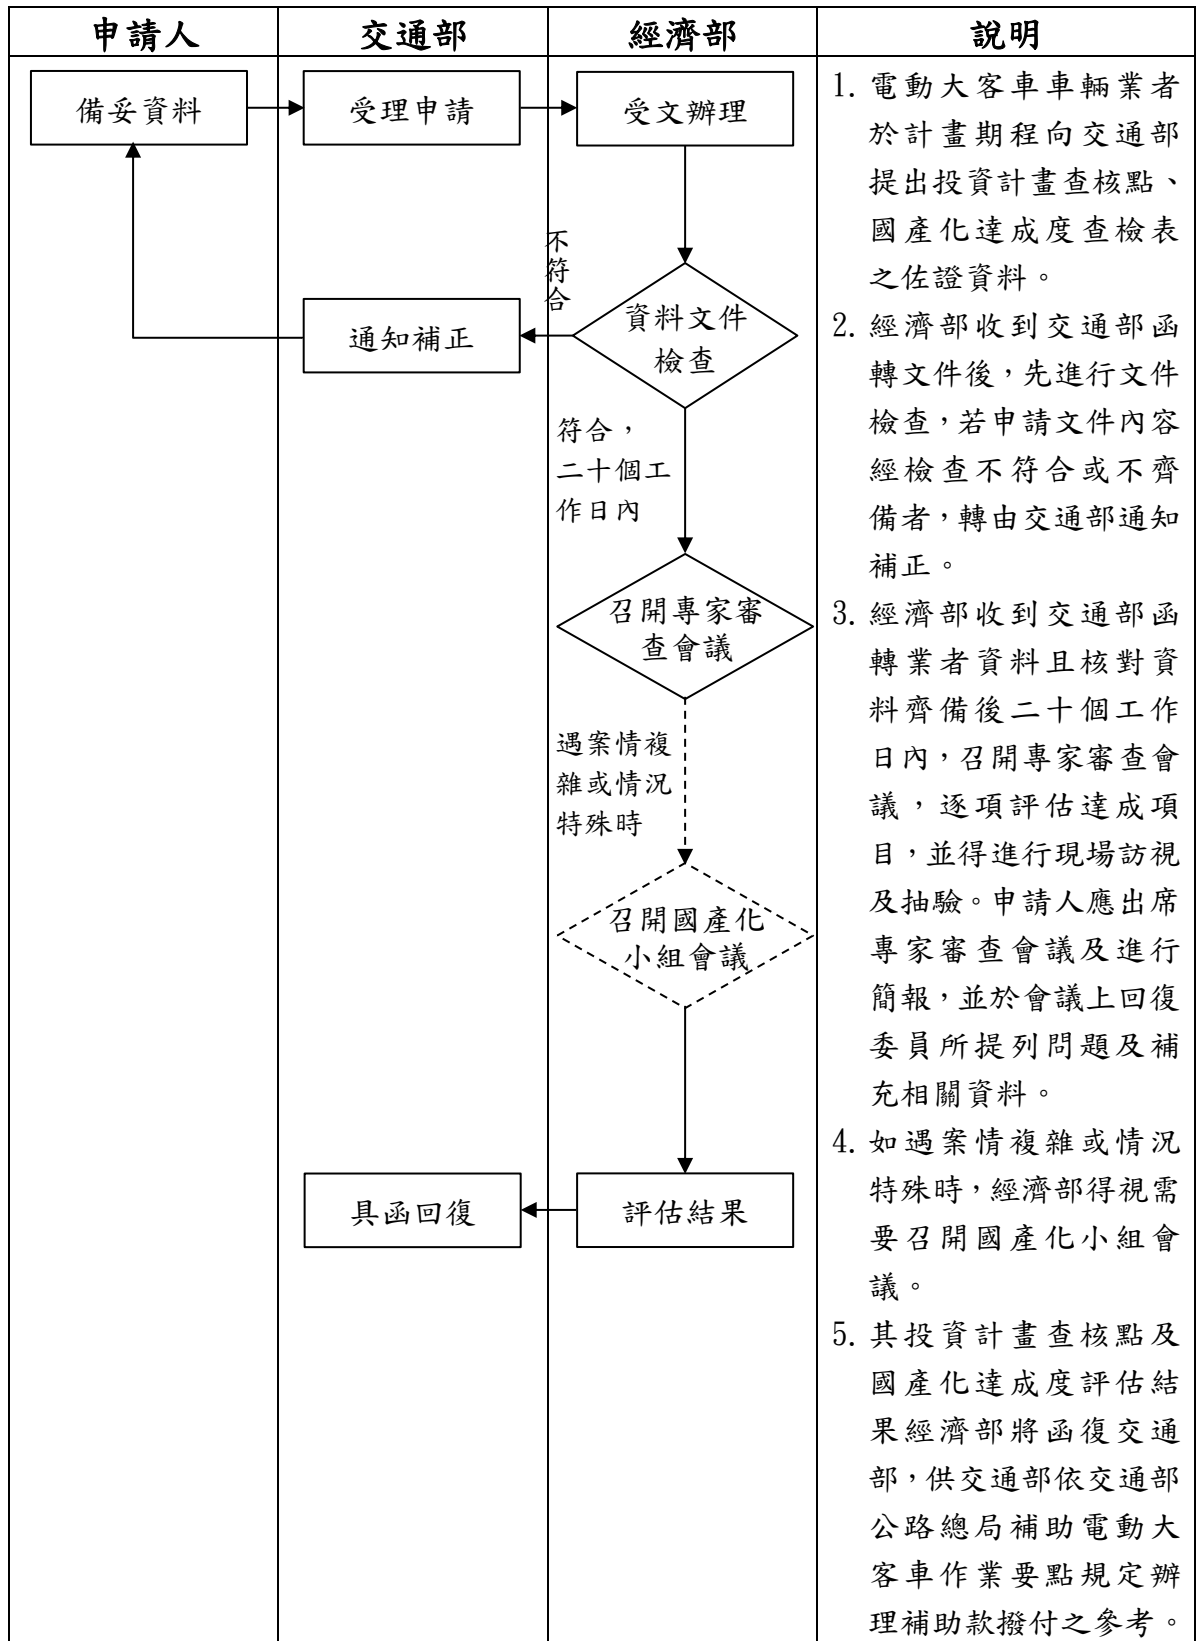 申請人 交通部 經濟部 說明
備妥資料 受理申請 受文辦理
不
符
合
通知補正
資料文件
檢查
符合，
二十個工
作日內
召開專家審
查會議
遇案情複
雜或情況
特殊時
召開國產化
小組會議
具函回復 評估結果
1. 電動大客車車輛業者
於計畫期程向交通部
提出投資計畫查核點、
國產化達成度查檢表
之佐證資料。
2. 經濟部收到交通部函
轉文件後，先進行文件
檢查，若申請文件內容
經檢查不符合或不齊
備者，轉由交通部通知
補正。
3. 經濟部收到交通部函
轉業者資料且核對資
料齊備後二十個工作
日內，召開專家審查會
議，逐項評估達成項
目，並得進行現場訪視
及抽驗。申請人應出席
專家審查會議及進行
簡報，並於會議上回復
委員所提列問題及補
充相關資料。
4. 如遇案情複雜或情況
特殊時，經濟部得視需
要召開國產化小組會
議。
5. 其投資計畫查核點及
國產化達成度評估結
果經濟部將函復交通
部，供交通部依交通部
公路總局補助電動大
客車作業要點規定辦
理補助款撥付之參考。